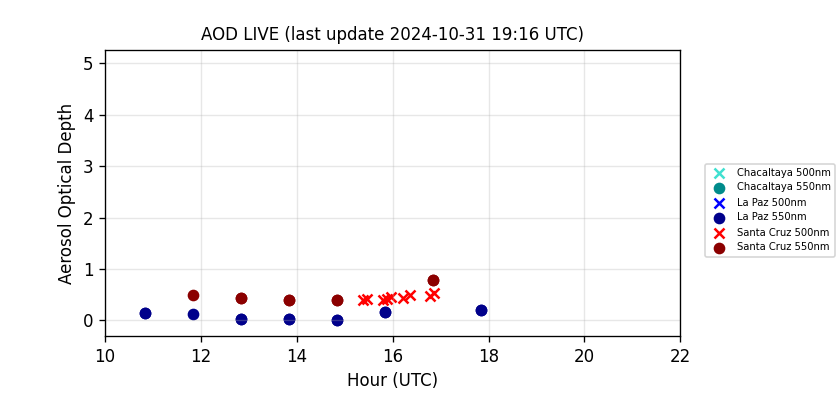 AOD LIVE (last update 2024-10-31 19:16 UTC)
Aerosol Optical Depth
5
4
3
2
1
0
10 12 14 16 18 20 22
Hour (UTC)
Chacaltaya 500nm
Chacaltaya 550nm
La Paz 500nm
La Paz 550nm
Santa Cruz 500nm
Santa Cruz 550nm